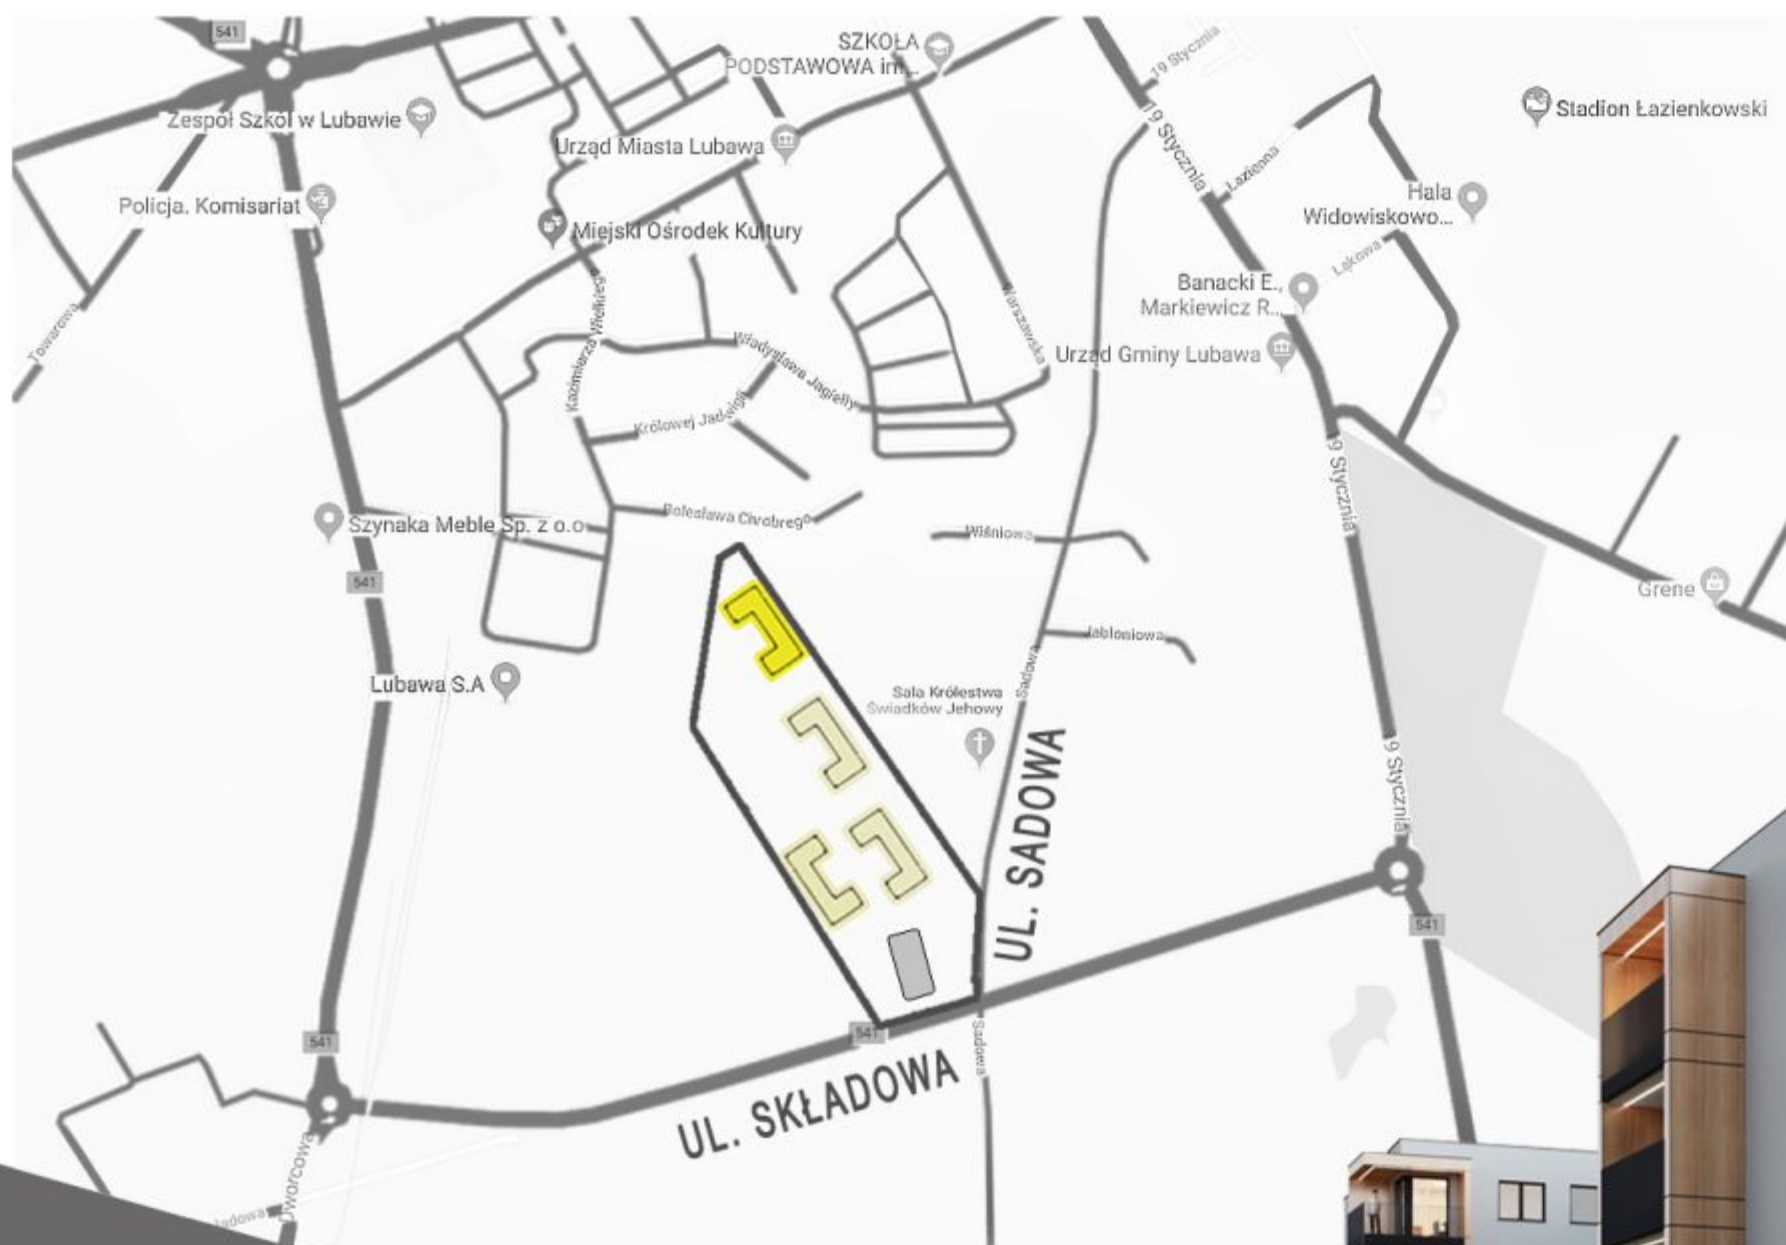 541
SZKOŁA
PODSTAWOWA im...
19 Stycznia
Stadion Łazienkowski
Zespół Szkół w Lubawie
Urząd Miasta Lubawa
19 Stycznia
Łazienna
Policja. Komisariat
Hala
Widowiskowo...
Miejski Ośrodek Kultury
Łąkowa
Banacki E.,
Markiewicz R...
Kazimierza Wielkiego
Warszawska
Towarowa
Władysława Jagiełły
Urząd Gminy Lubawa
Królowej Jadwigi
19 Stycznia
Szynaka Meble Sp. z o.o
Bolesława Chrobrego
Wiśniowa
541
Grene
Jabłoniowa
Lubawa S.A
Sadowa
Sala Królestwa
Świadków Jehowy
19 Stycznia
UL. SADOWA
541
541
541
Sadowa
UL. SKŁADOWA
Dworcowa